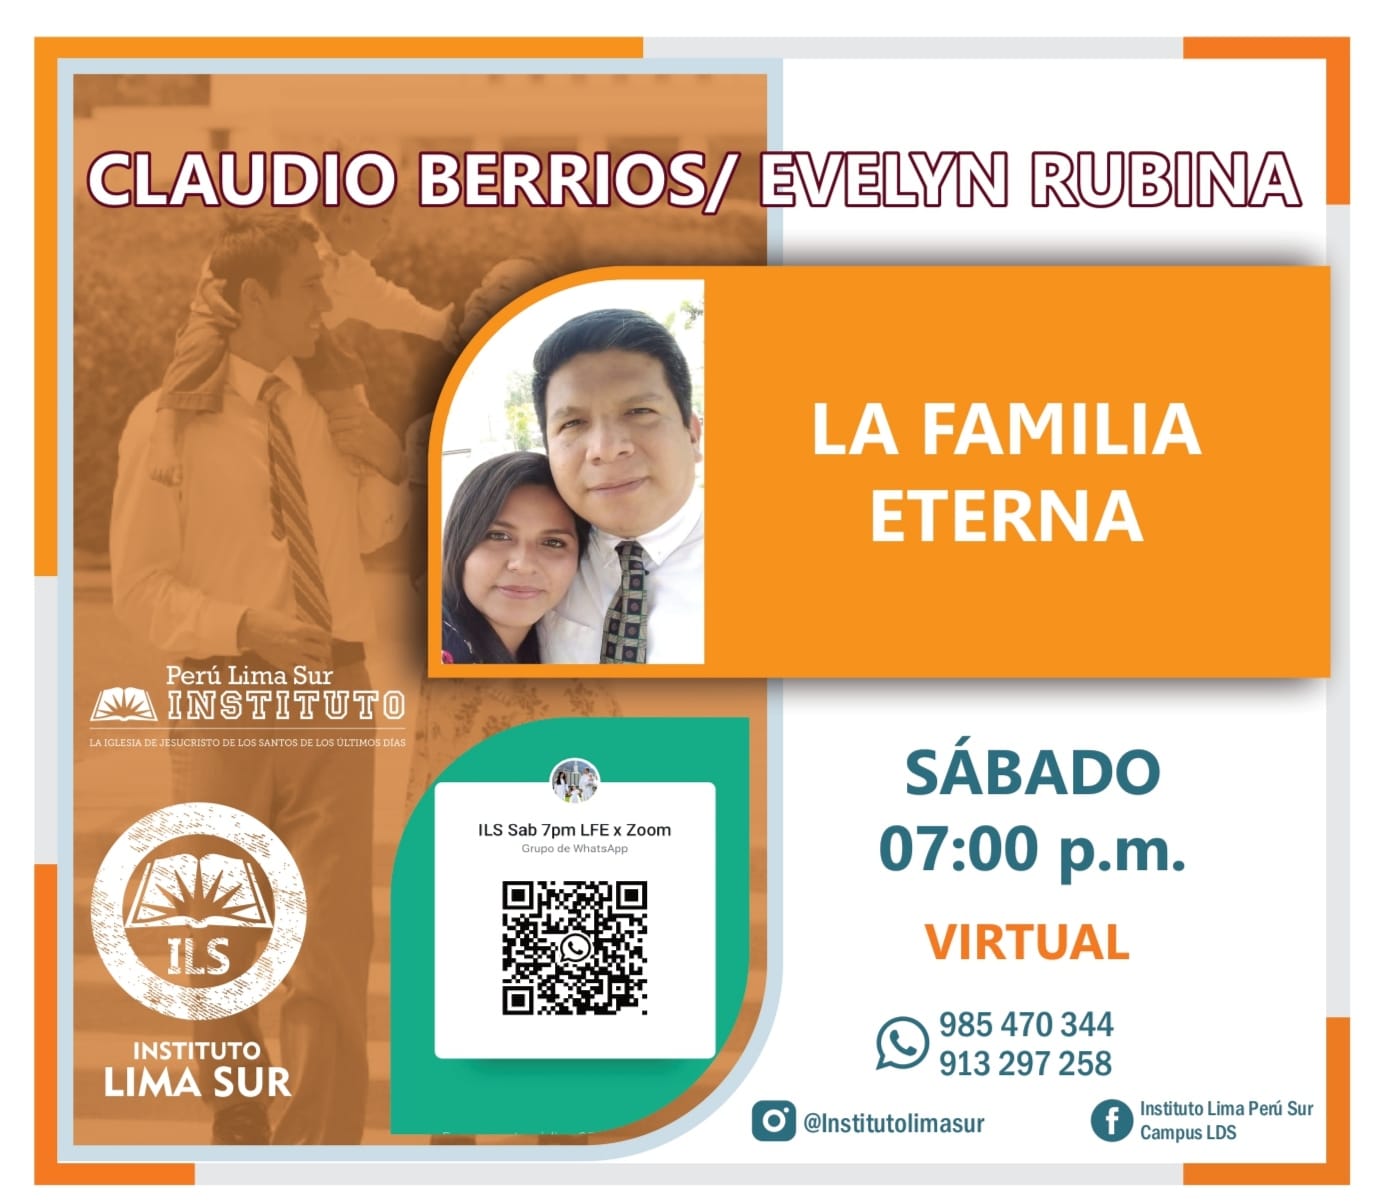 CLAUDIO BERRIOS/ EVELYN RUBINA
LA FAMILIA
ETERNA
Perú Lima Sur
INSTITUTO
LA IGLESIA DE JESUCRISTO DE LOS SANTOS DE LOS ÚLTIMOS DÍAS
ILS
INSTITUTO
LIMA SUR
ILS Sab 7pm LFE x Zoom
Grupo de WhatsApp
SÁBADO
07:00 p.m.
VIRTUAL
985 470 344
913 297 258
@Institutolimasur
Instituto Lima Perú Sur
Campus LDS